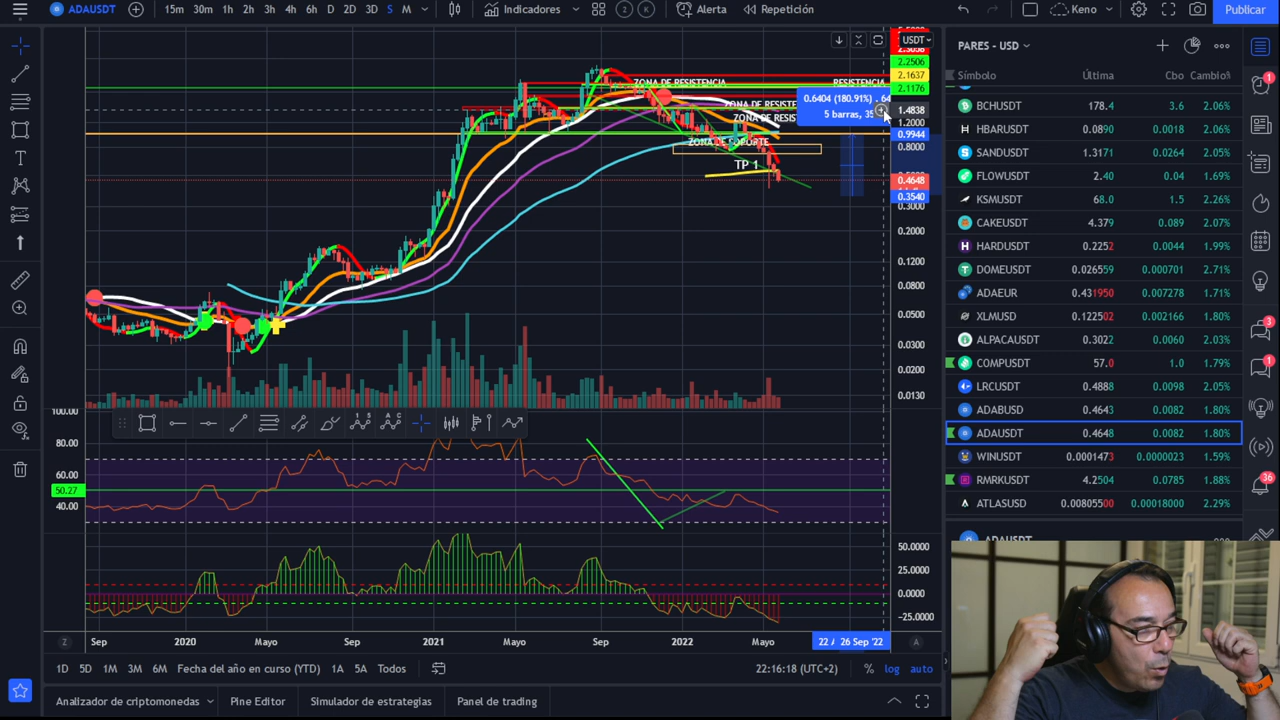 ADAUSDT
15m 30m 1h 2h 3h 4h 6h D 2D 3D S M
Indicadores
2 K
Alerta
Repetición
Keno
Publicar
USDT
2.2506
2.1637
2.1176
1.4838
1.2000
0.9944
0.8000
0.4648
0.3540
0.3000
0.2000
0.1200
0.0800
0.0500
0.0300
0.0200
0.0130
ZONA DE RESISTENCIA
RESISTENCIA
0.6404 (180.91%)
5 barras,
ZONA DE SOPORTE
TP 1
100.00
80.00
60.00
50.27
40.00
50.0000
25.0000
0.0000
-25.0000
Z Sep 2020 Mayo Sep 2021 Mayo Sep 2022 Mayo 26 Sep '22 A
1D 5D 1M 3M 6M Fecha del año en curso (YTD) 1A 5A Todos
22:16:18 (UTC+2) % log auto
Analizador de criptomonedas Pine Editor Simulador de estrategias Panel de trading
PARES - USD
Símbolo Última Cbo Cambio%
BCHUSDT 178.4 3.6 2.06%
HBARUSDT 0.0890 0.0018 2.06%
SANDUSDT 1.3171 0.0264 2.05%
FLOWUSDT 2.40 0.04 1.69%
KSMUSDT 68.0 1.5 2.26%
CAKEUSDT 4.379 0.089 2.07%
HARDUSDT 0.2252 0.0044 1.99%
DOMEUSDT 0.026559 0.000701 2.71%
ADAEUR 0.431950 0.007278 1.71%
XLMUSD 0.122502 0.002166 1.80%
ALPACAUSDT 0.3022 0.0060 2.03%
COMPUSDT 57.0 1.0 1.79%
LRCUSDT 0.4888 0.0098 2.05%
ADABUSD 0.4643 0.0082 1.80%
ADAUSDT 0.4648 0.0082 1.80%
WINUSDT 0.0001473 0.0000023 1.59%
RMRKUSDT 4.2504 0.0785 1.88%
ATLASUSD 0.00805500 0.00018000 2.29%
1
3
1
36